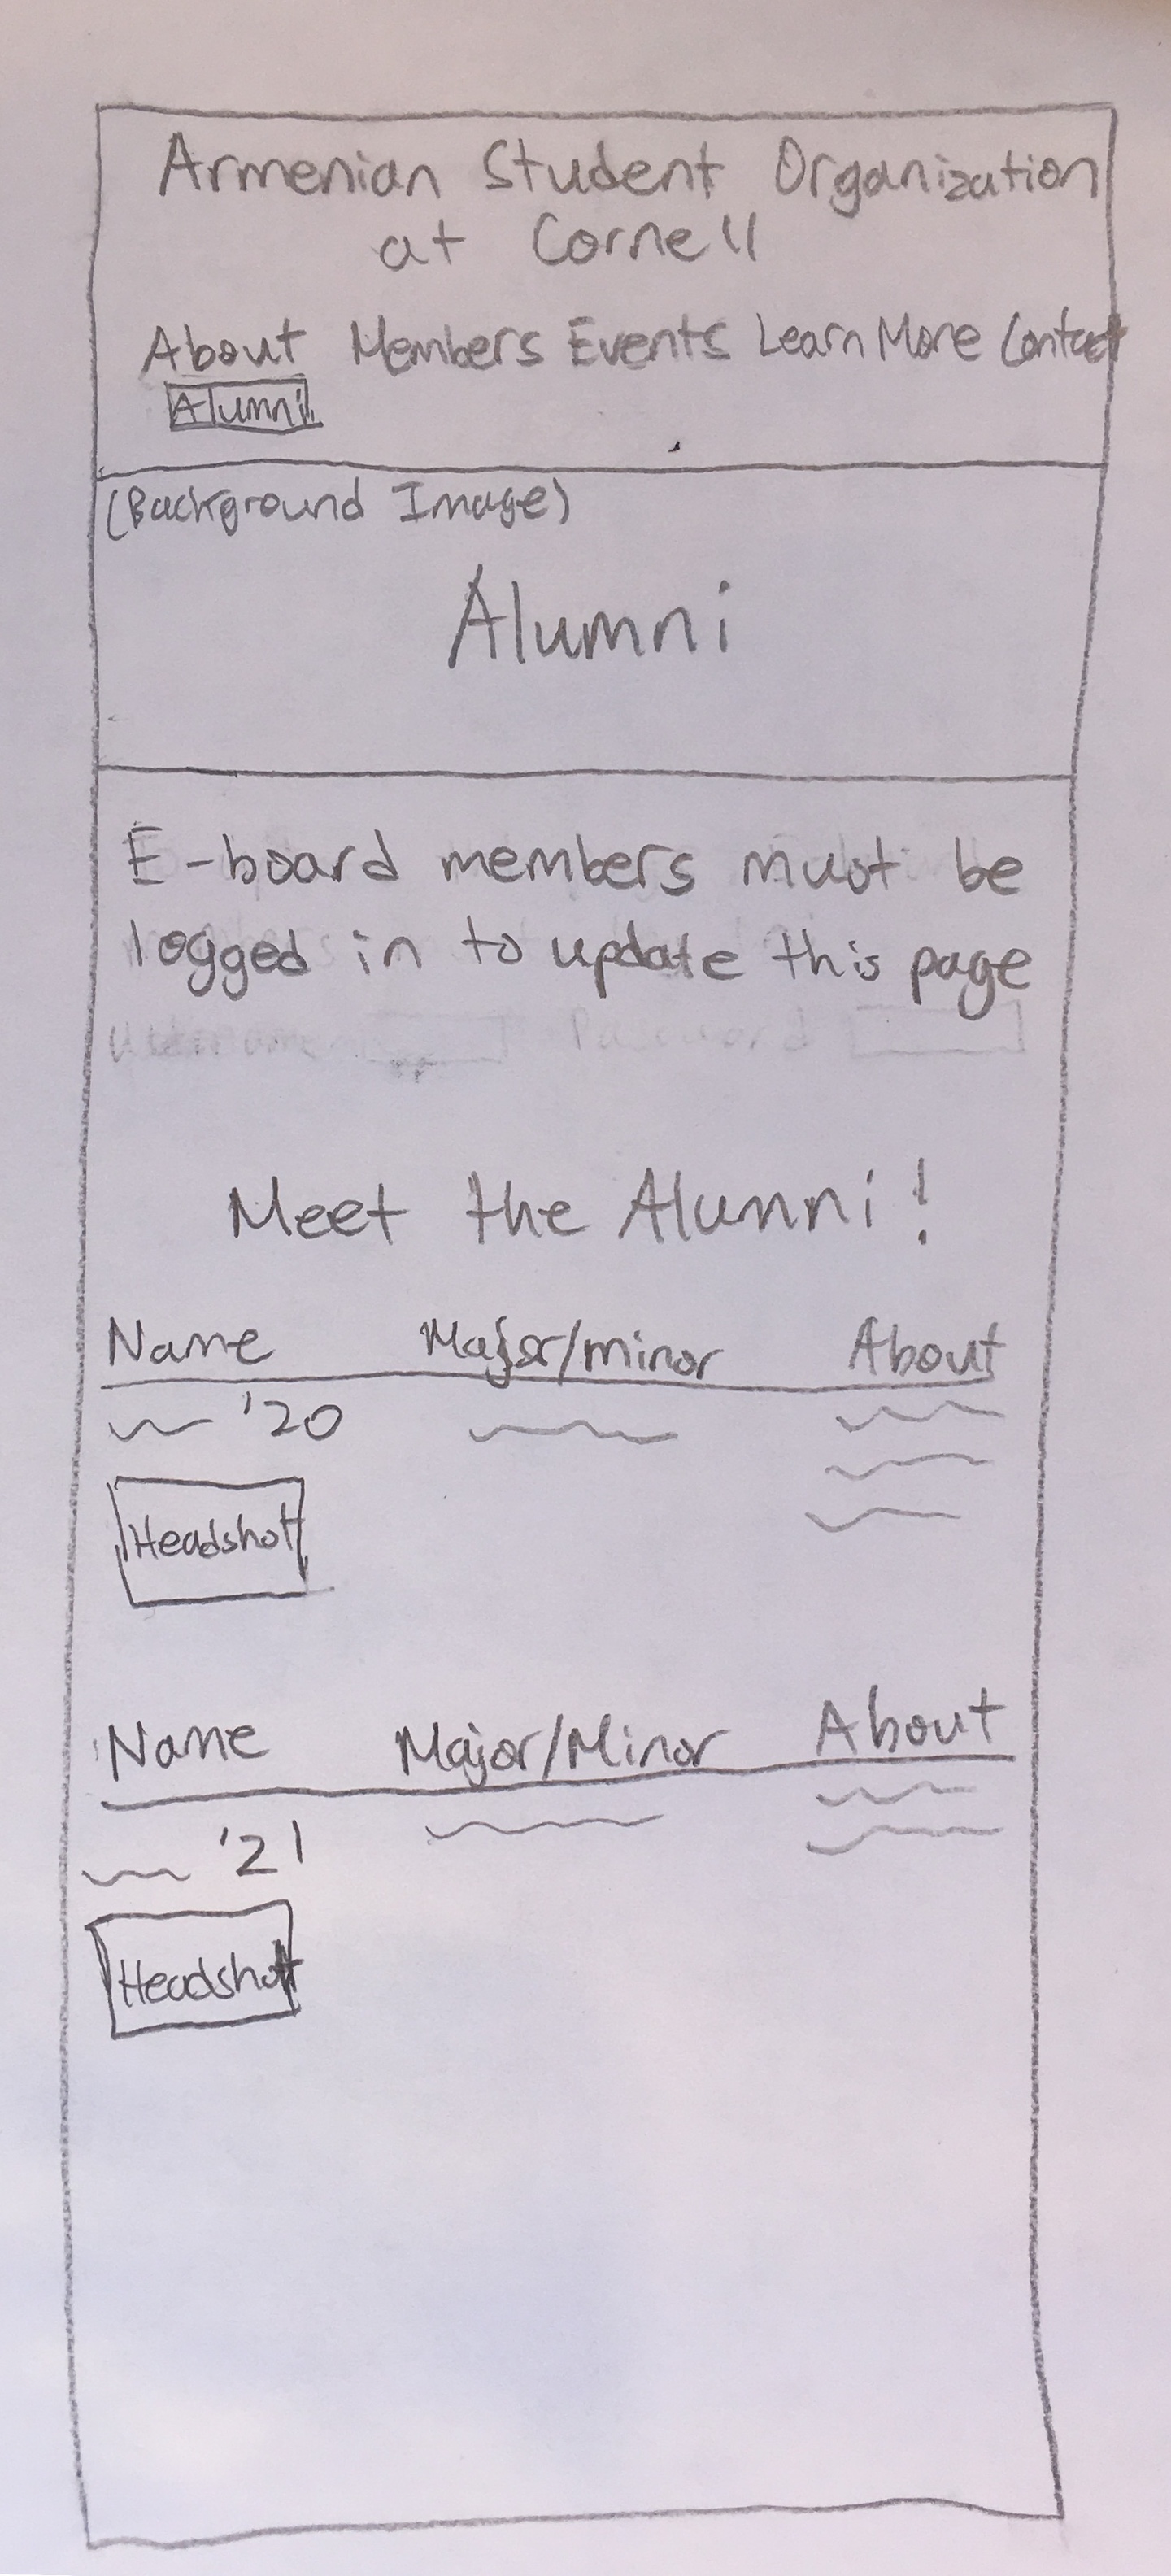 Armenian Student Organization
at Cornell
About Members Events Learn More Contact
Alumni
(Background Image)
Alumni
E-board members must be
logged in to update this page
Username Password
Meet the Alumni!
Name Major/minor About
'20
Headshot
Name Major/Minor About
'21
Headshot